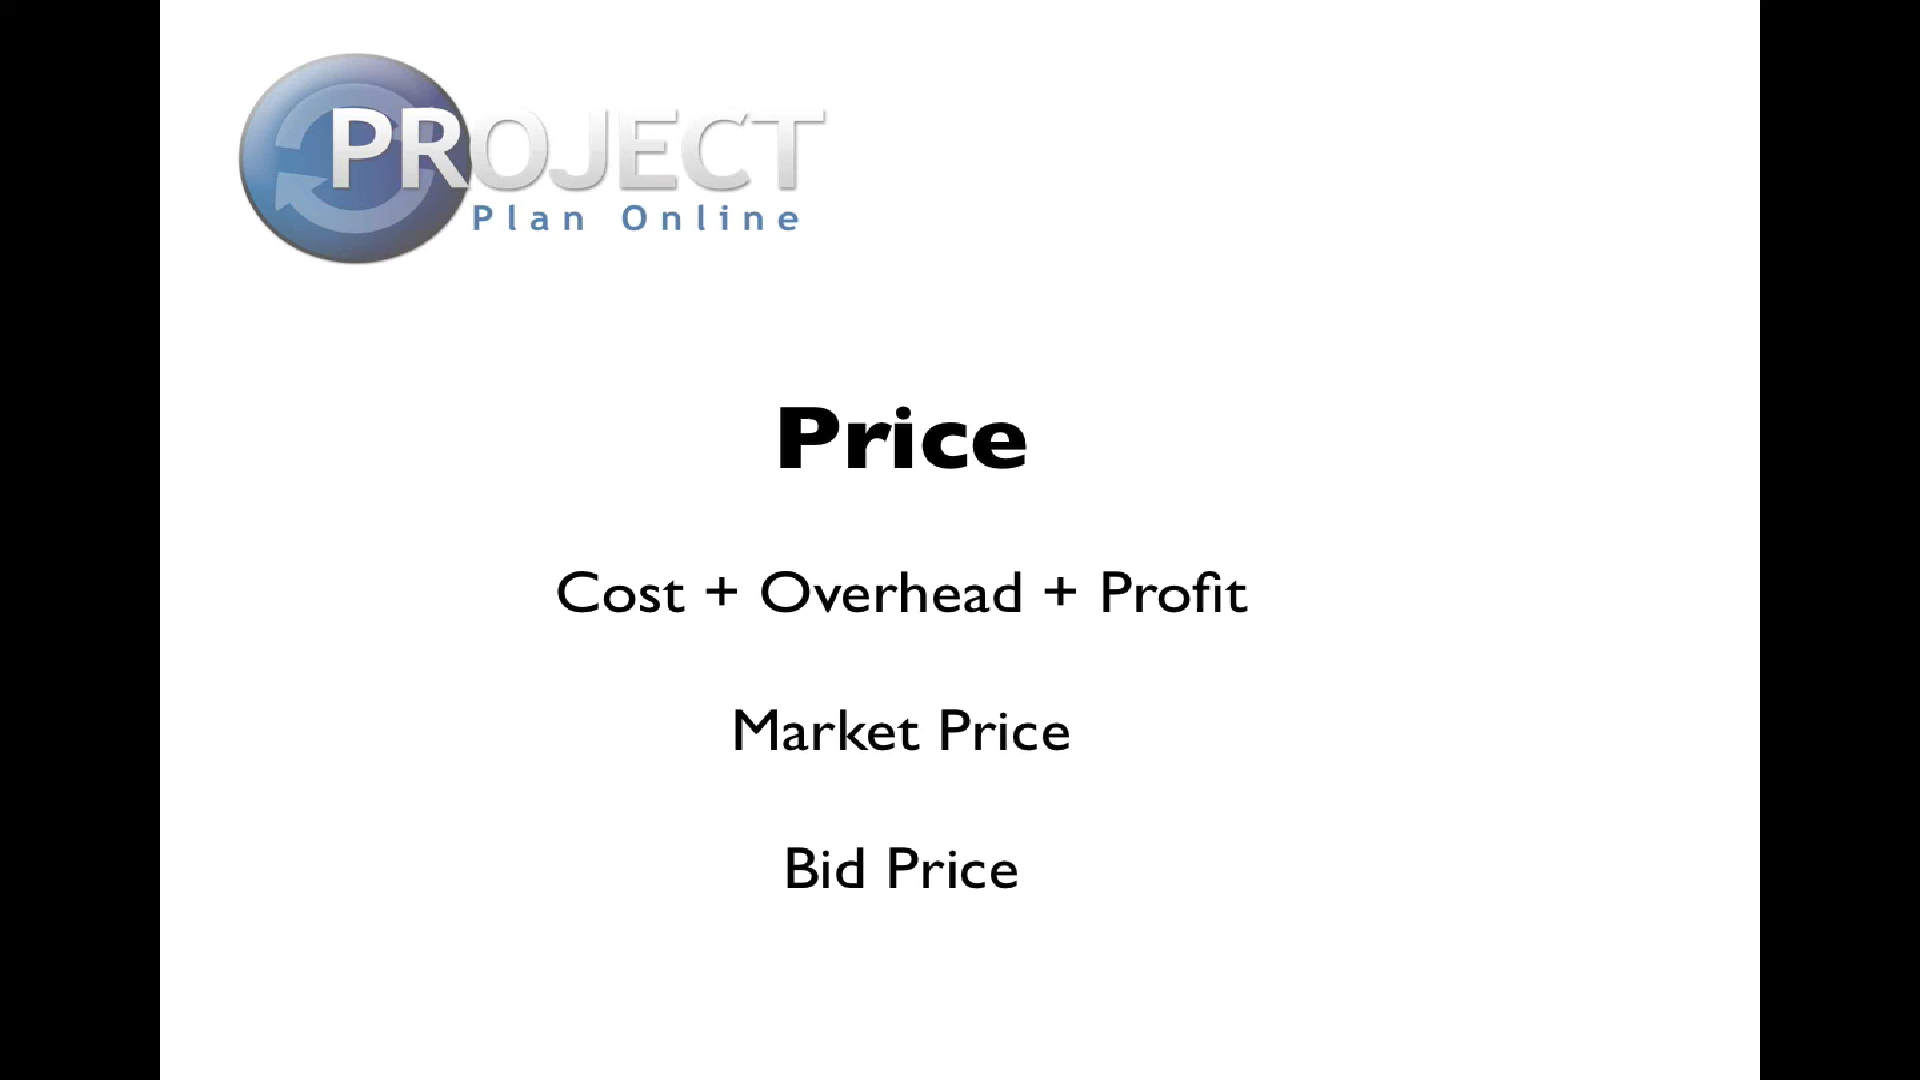 PROJECT
Plan Online
Price
Cost + Overhead + Profit
Market Price
Bid Price